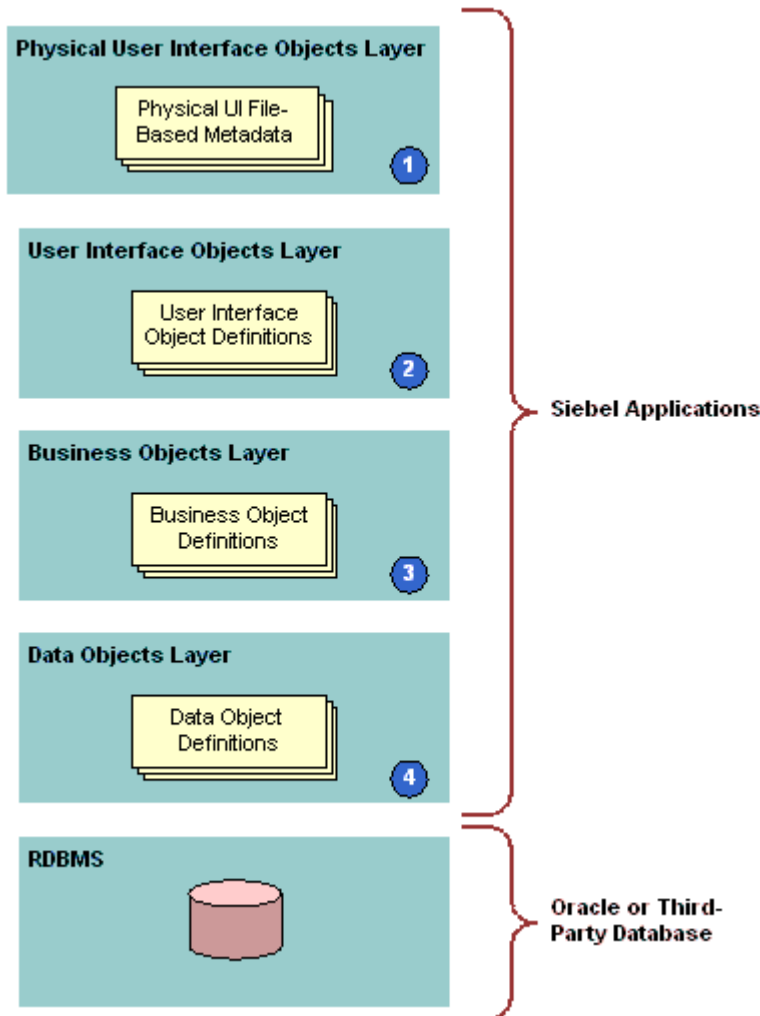 Physical User Interface Objects Layer
Physical UI File-
Based Metadata
1
User Interface Objects Layer
User Interface
Object Definitions
2
Siebel Applications
Business Objects Layer
Business Object
Definitions
3
Data Objects Layer
Data Object
Definitions
4
RDBMS
Oracle or Third-
Party Database